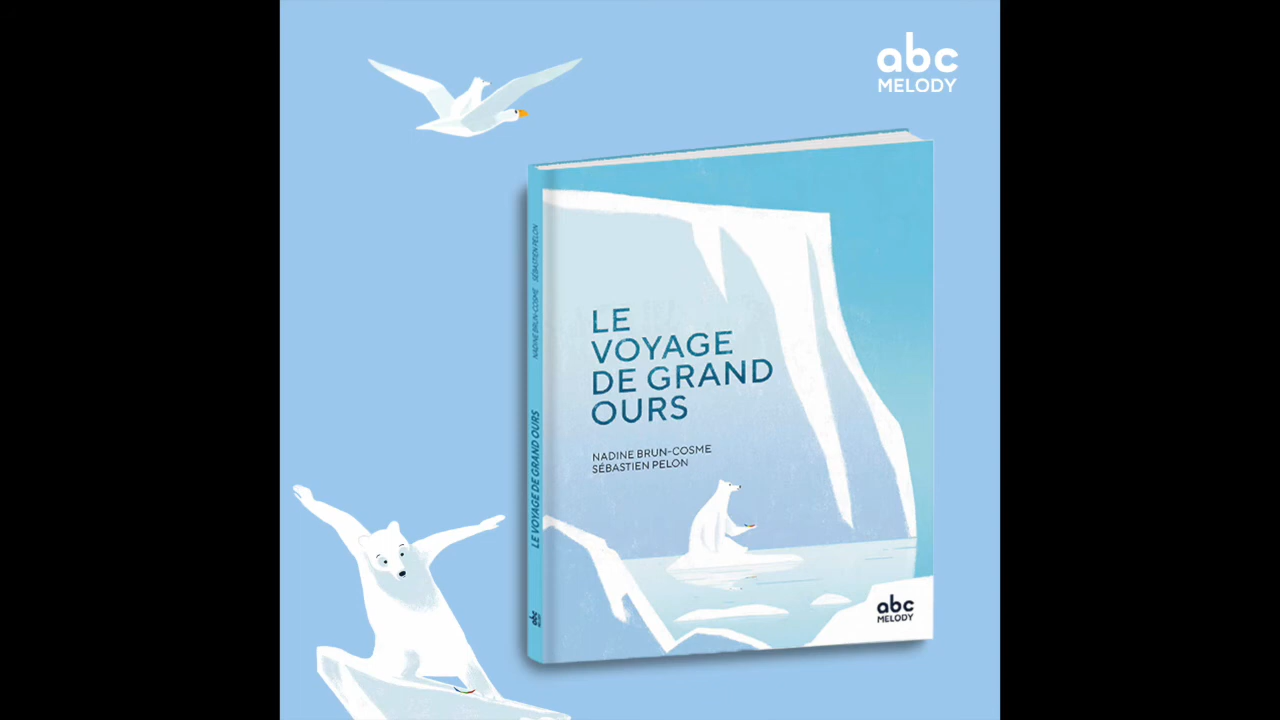 abc
MELODY
LE
VOYAGE
DE GRAND
OURS
NADINE BRUN-COSME
SÉBASTIEN PELON
abc
MELODY
LE VOYAGE DE GRAND OURS NADINE BRUN-COSME SÉBASTIEN PELON